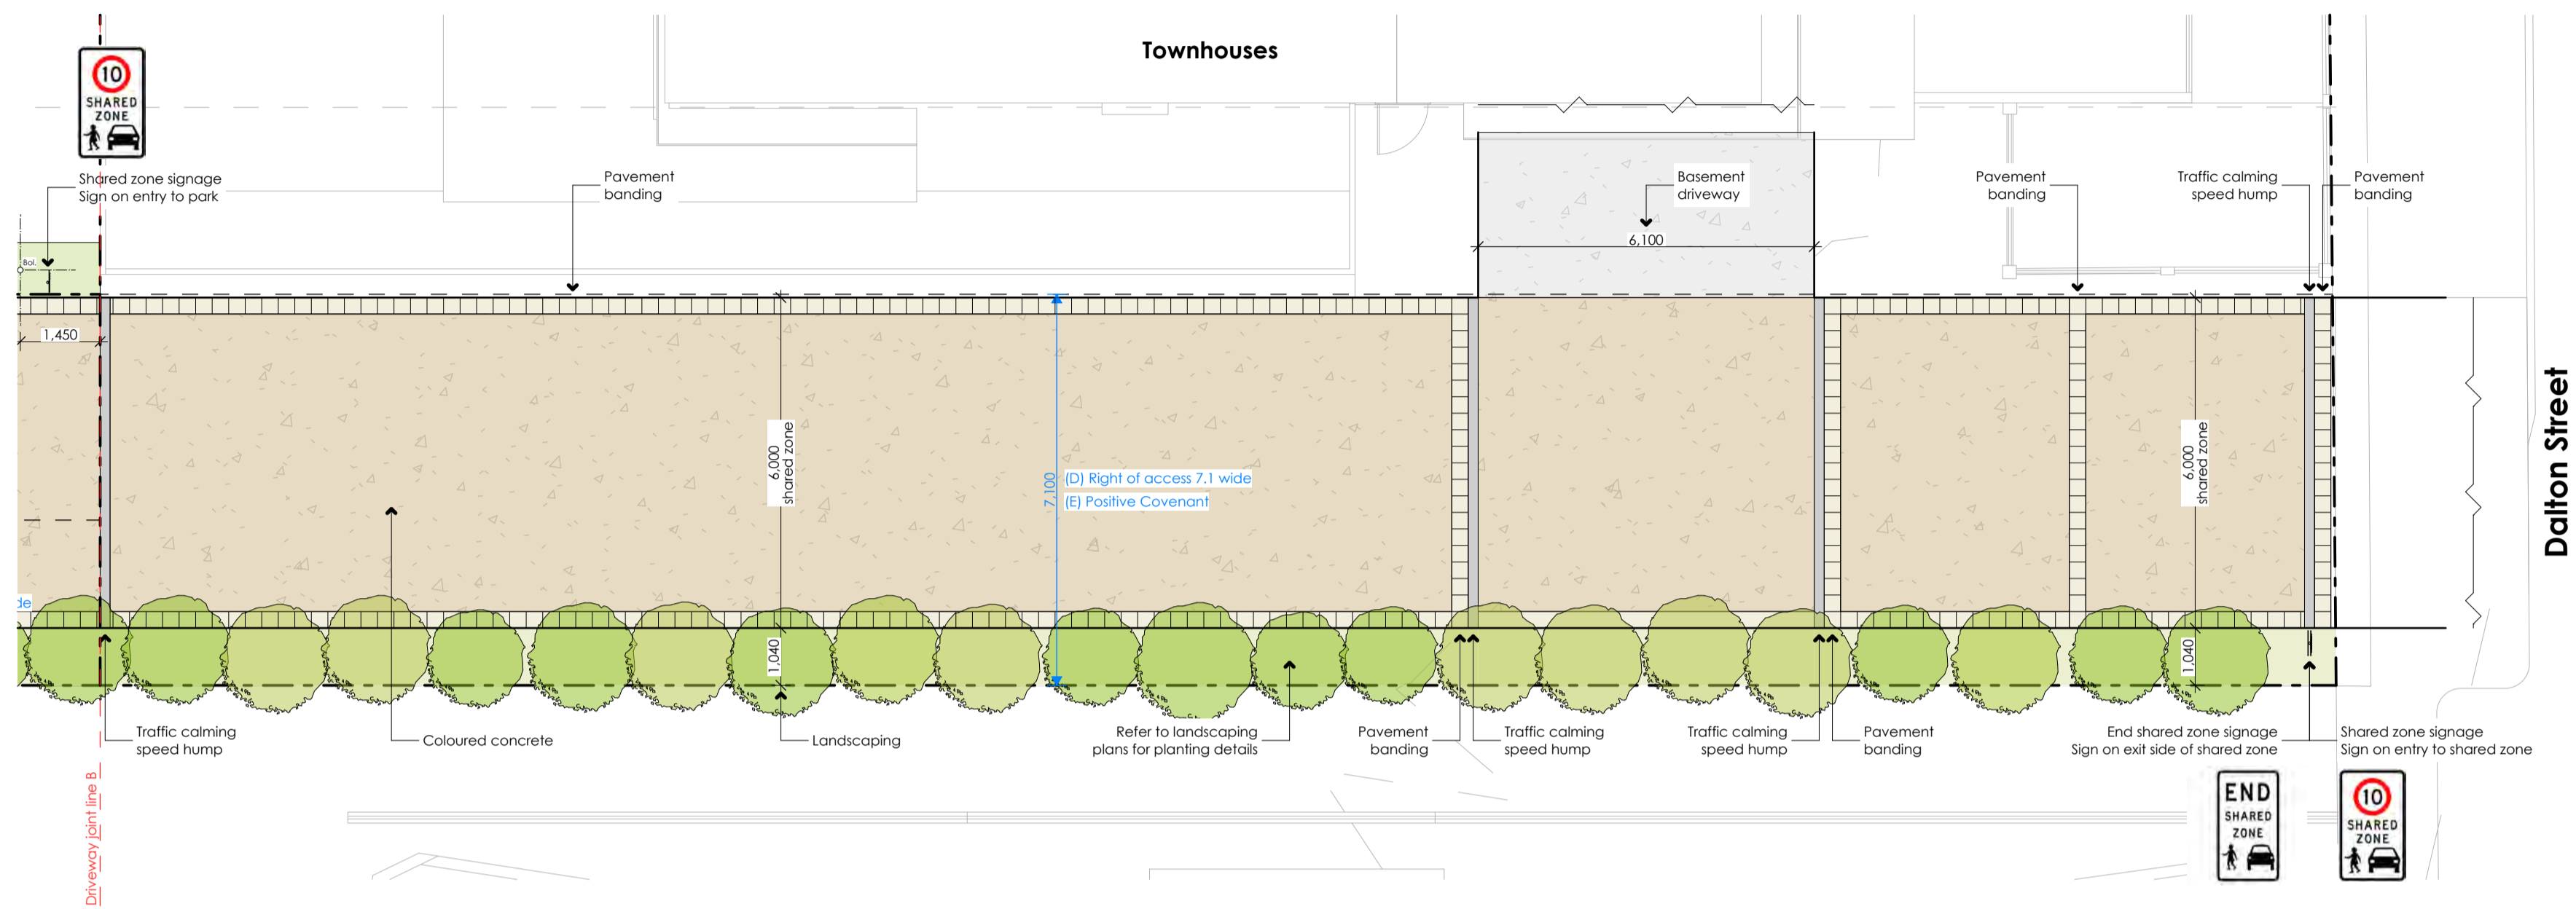 Townhouses
10
SHARED
ZONE
Shared zone signage
Sign on entry to park
Pavement
banding
Basement
driveway
Pavement
banding
Traffic calming
speed hump
Pavement
banding
6,100
Bol.
1,450
6,000
shared zone
7,100
(D) Right of access 7.1 wide
(E) Positive Covenant
6,000
shared zone
Dalton Street
de
1,040
1,040
Traffic calming
speed hump
Coloured concrete
Landscaping
Refer to landscaping
plans for planting details
Pavement
banding
Traffic calming
speed hump
Traffic calming
speed hump
Pavement
banding
End shared zone signage
Sign on exit side of shared zone
Shared zone signage
Sign on entry to shared zone
Driveway joint line B
END
SHARED
ZONE
10
SHARED
ZONE